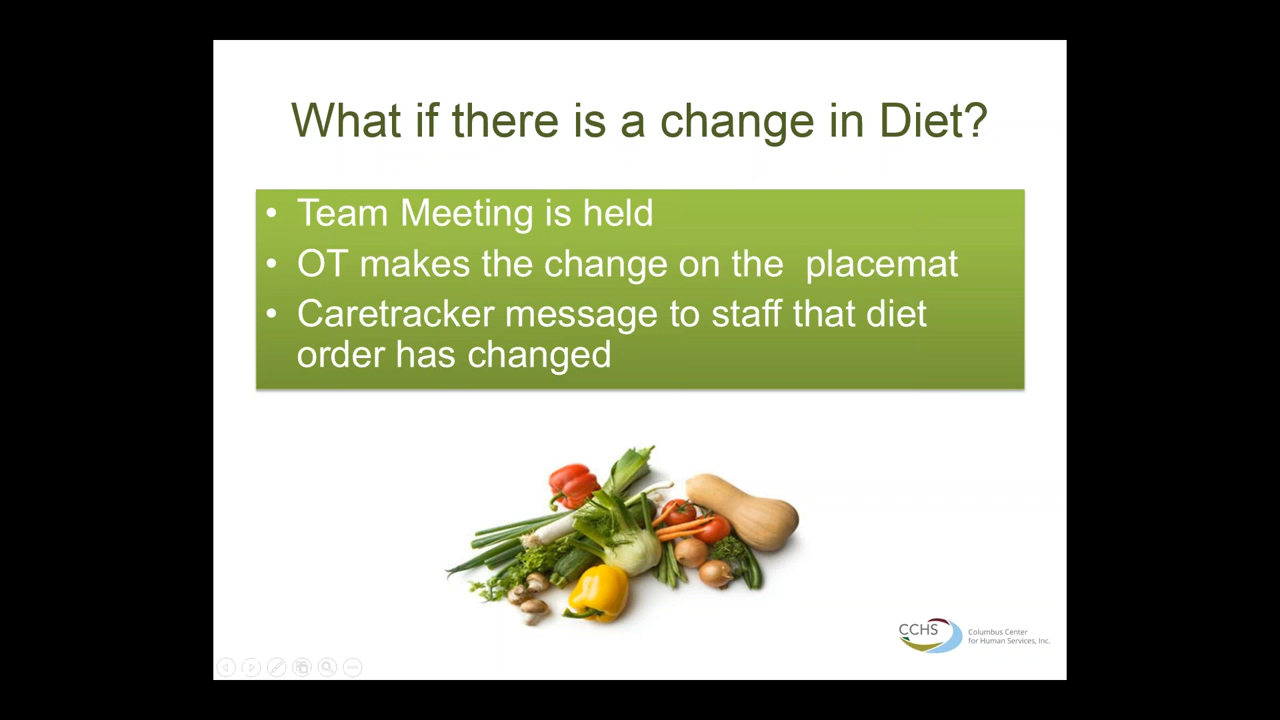 What if there is a change in Diet?
• Team Meeting is held
• OT makes the change on the  placemat
• Caretracker message to staff that diet
order has changed
CCHS
Columbus Center
for Human Services, Inc.